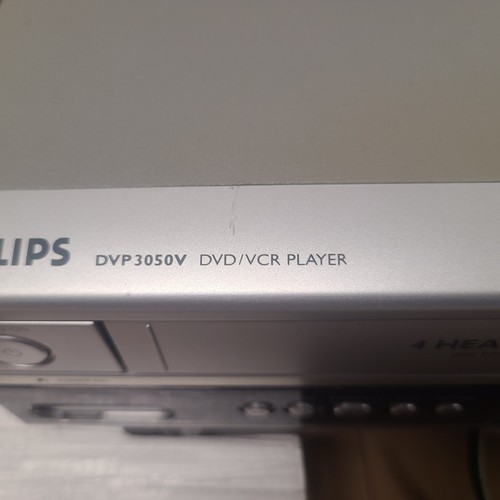 LIPS DVP3050V DVD/VCR PLAYER
4 HEA